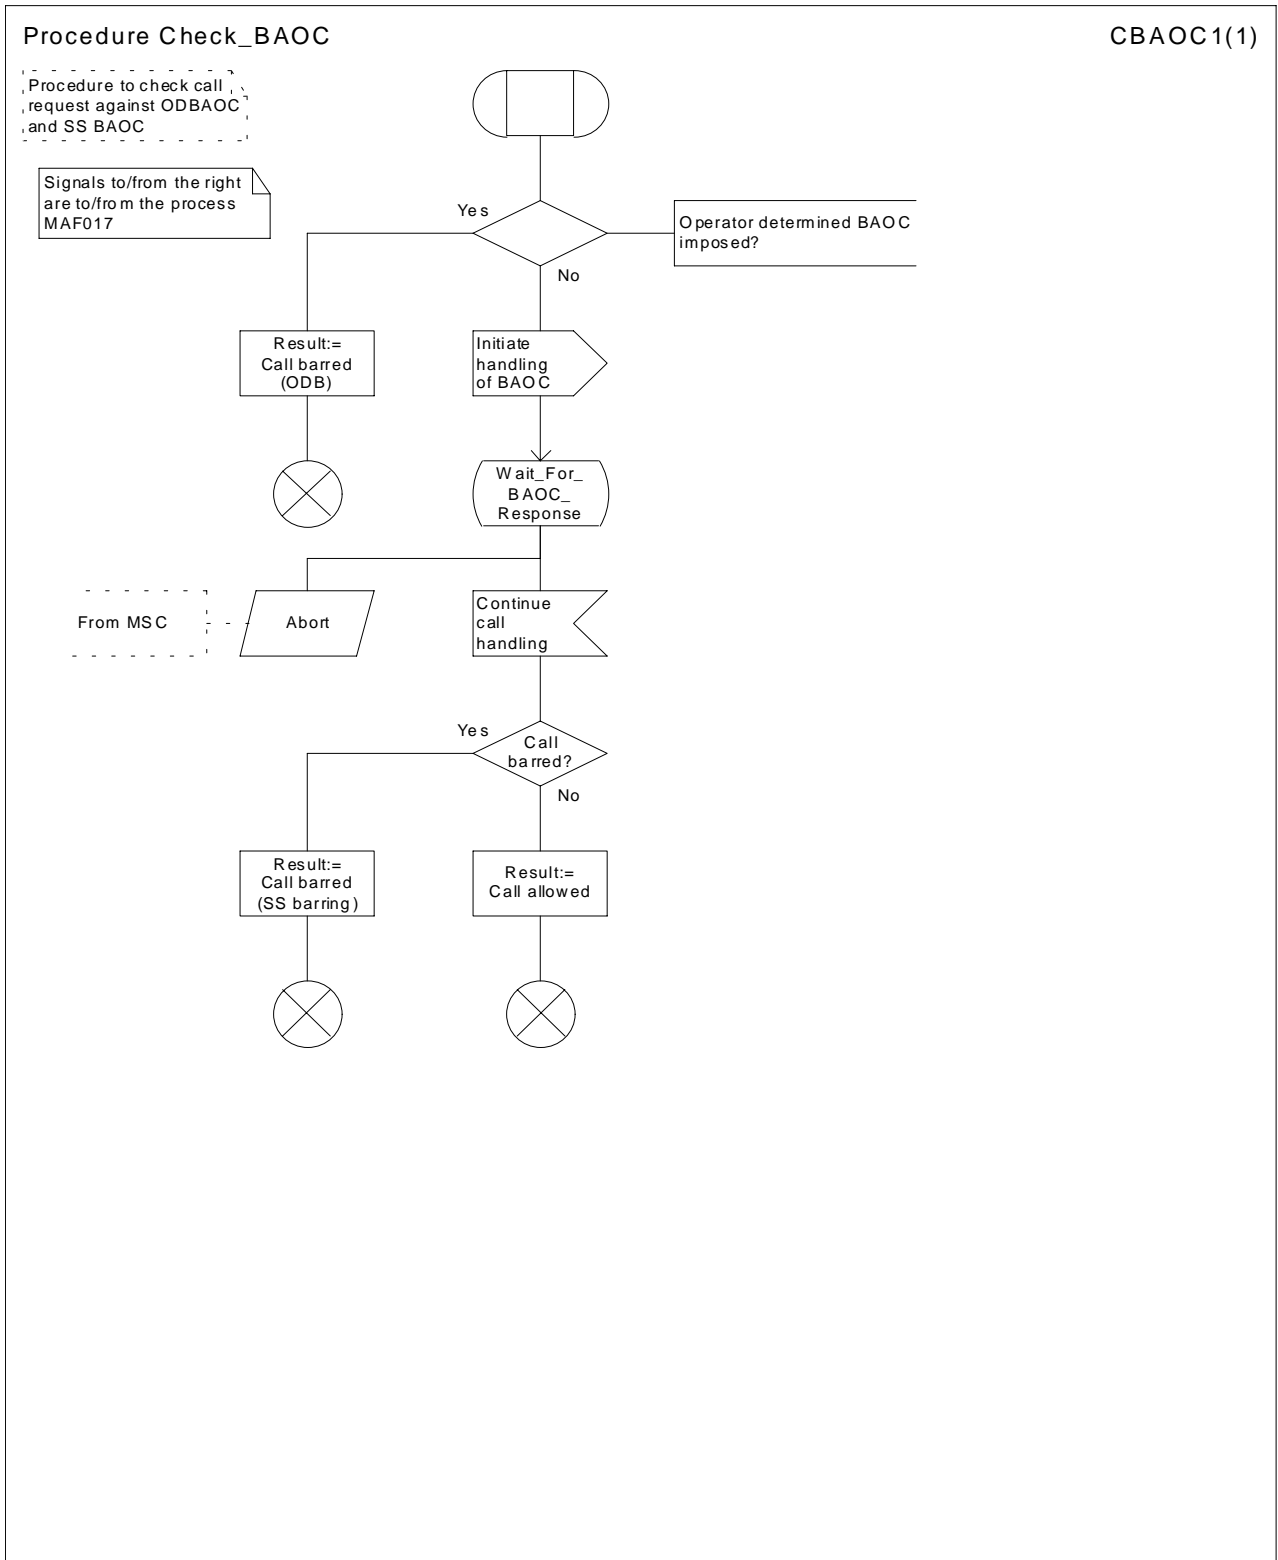 Procedure Check_BAOC
CBAOC1(1)
Procedure to check call
request against ODBAOC
and SS BAOC
Signals to/from the right
are to/from the process
MAF017
Yes
Operator determined BAOC
imposed?
No
Result:=
Call barred
(ODB)
Initiate
handling
of BAOC
Wait_For_
BAOC_
Response
From MSC
Abort
Continue
call
handling
Yes
Call
barred?
No
Result:=
Call barred
(SS barring)
Result:=
Call allowed